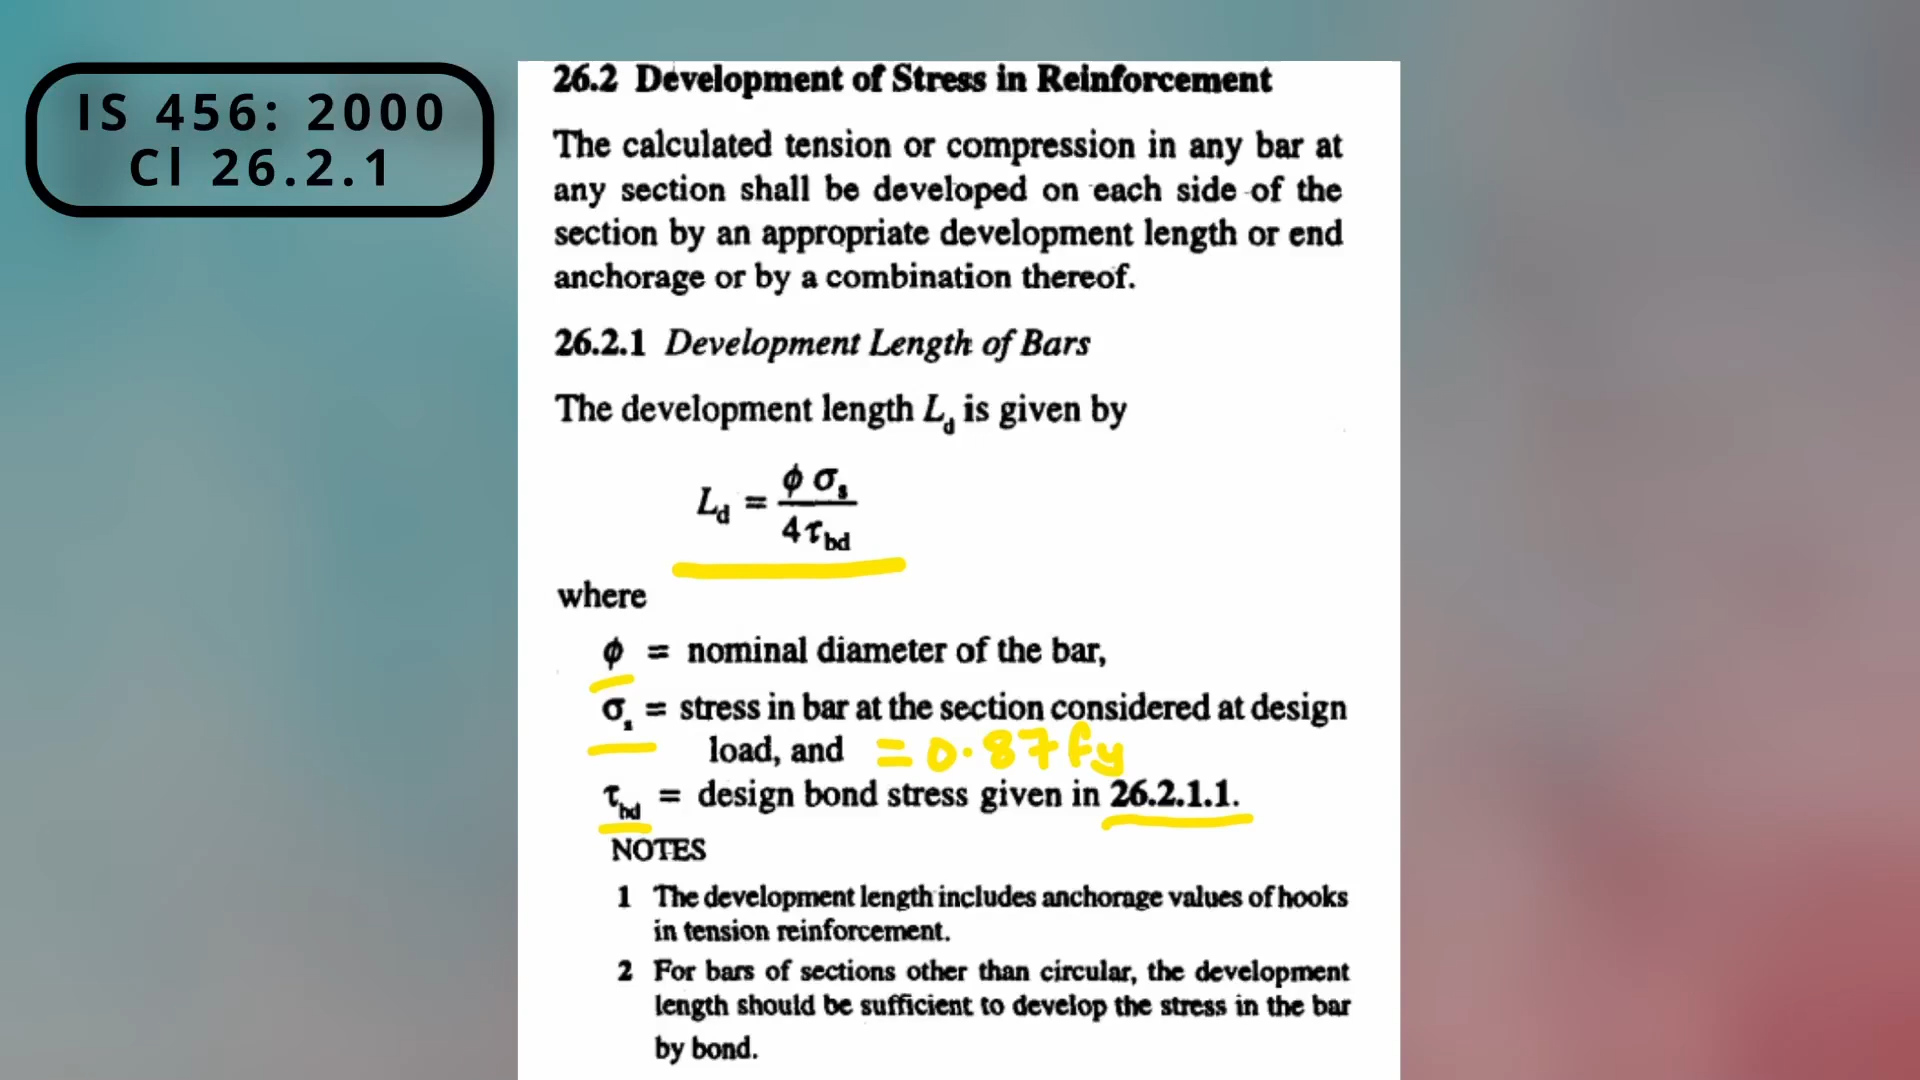 IS 456: 2000
Cl 26.2.1
26.2 Development of Stress in Reinforcement
The calculated tension or compression in any bar at
any section shall be developed on each side of the
section by an appropriate development length or end
anchorage or by a combination thereof.
26.2.1 Development Length of Bars
The development length L_d is given by
L_d = ϕ σ_s / 4 τ_bd
where
ϕ = nominal diameter of the bar,
σ_s = stress in bar at the section considered at design
load, and = 0.87 fy
τ_bd = design bond stress given in 26.2.1.1.
NOTES
1 The development length includes anchorage values of hooks
in tension reinforcement.
2 For bars of sections other than circular, the development
length should be sufficient to develop the stress in the bar
by bond.